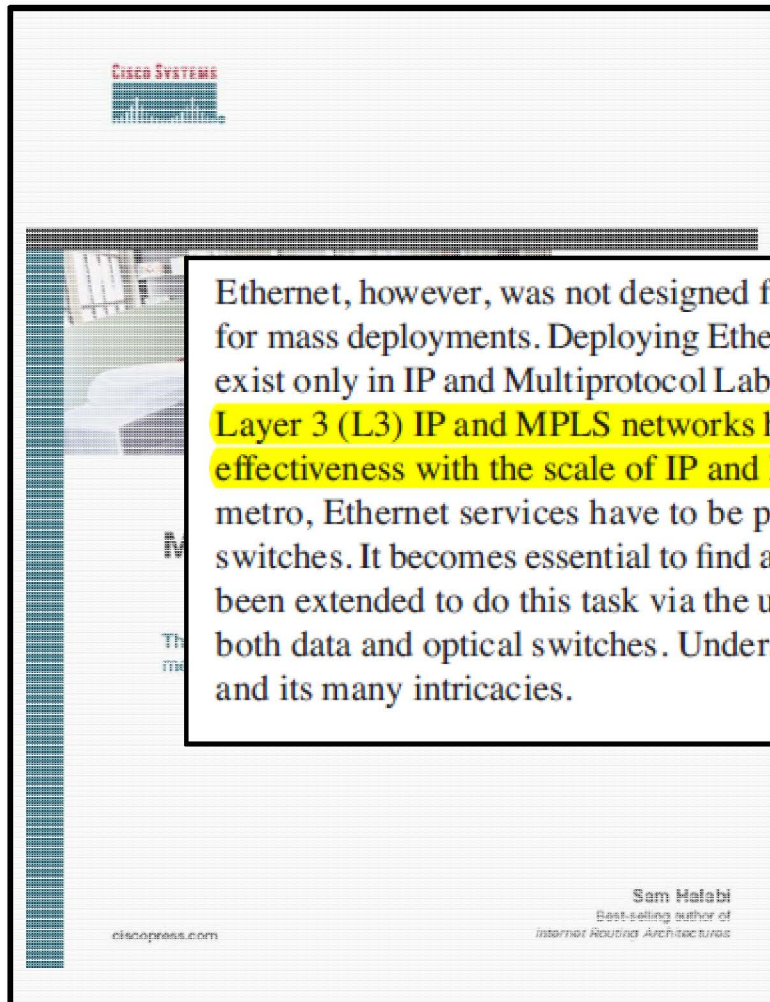 CISCO SYSTEMS
Ethernet, however, was not designed f
for mass deployments. Deploying Ethe
exist only in IP and Multiprotocol Lab
Layer 3 (L3) IP and MPLS networks h
effectiveness with the scale of IP and
metro, Ethernet services have to be p
switches. It becomes essential to find a
been extended to do this task via the u
both data and optical switches. Under
and its many intricacies.
M
Th
me
Sam Halabi
Best-selling author of
Internet Routing Architectures
ciscopress.com